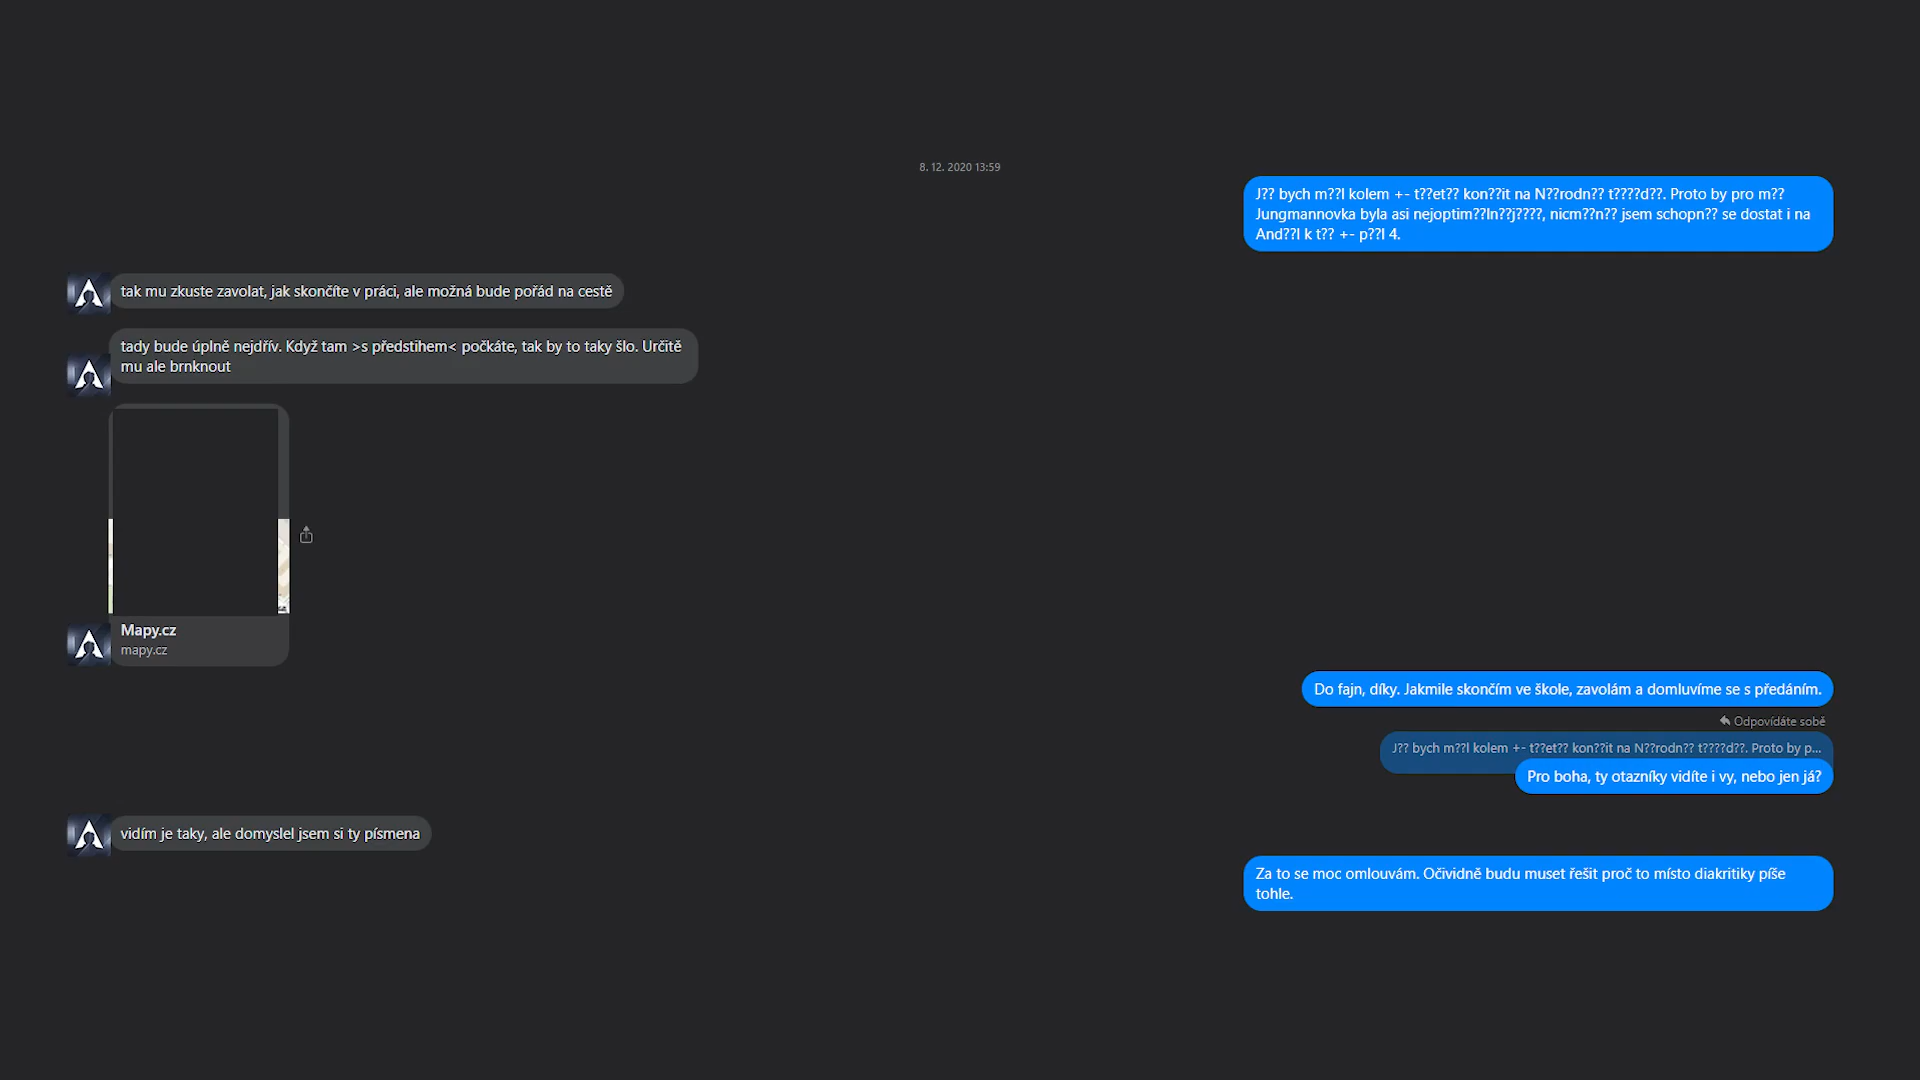 8. 12. 2020 13:59
J?? bych m??l kolem +- t??et?? kon??it na N??rodn?? t????d??. Proto by pro m??
Jungmannovka byla asi nejoptim??ln??j????, nicm??n?? jsem schopn?? se dostat i na
And??l k t?? +- p??l 4.
tak mu zkuste zavolat, jak skončíte v práci, ale možná bude pořád na cestě
tady bude úplně nejdřív. Když tam >s předstihem< počkáte, tak by to taky šlo. Určitě
mu ale brnknout
Mapy.cz
mapy.cz
Do fajn, díky. Jakmile skončím ve škole, zavolám a domluvíme se s předáním.
Odpovídáte sobě
J?? bych m??l kolem +- t??et?? kon??it na N??rodn?? t????d??. Proto by p...
Pro boha, ty otazníky vidíte i vy, nebo jen já?
vidím je taky, ale domyslel jsem si ty písmena
Za to se moc omlouvám. Očividně budu muset řešit proč to místo diakritiky píše
tohle.